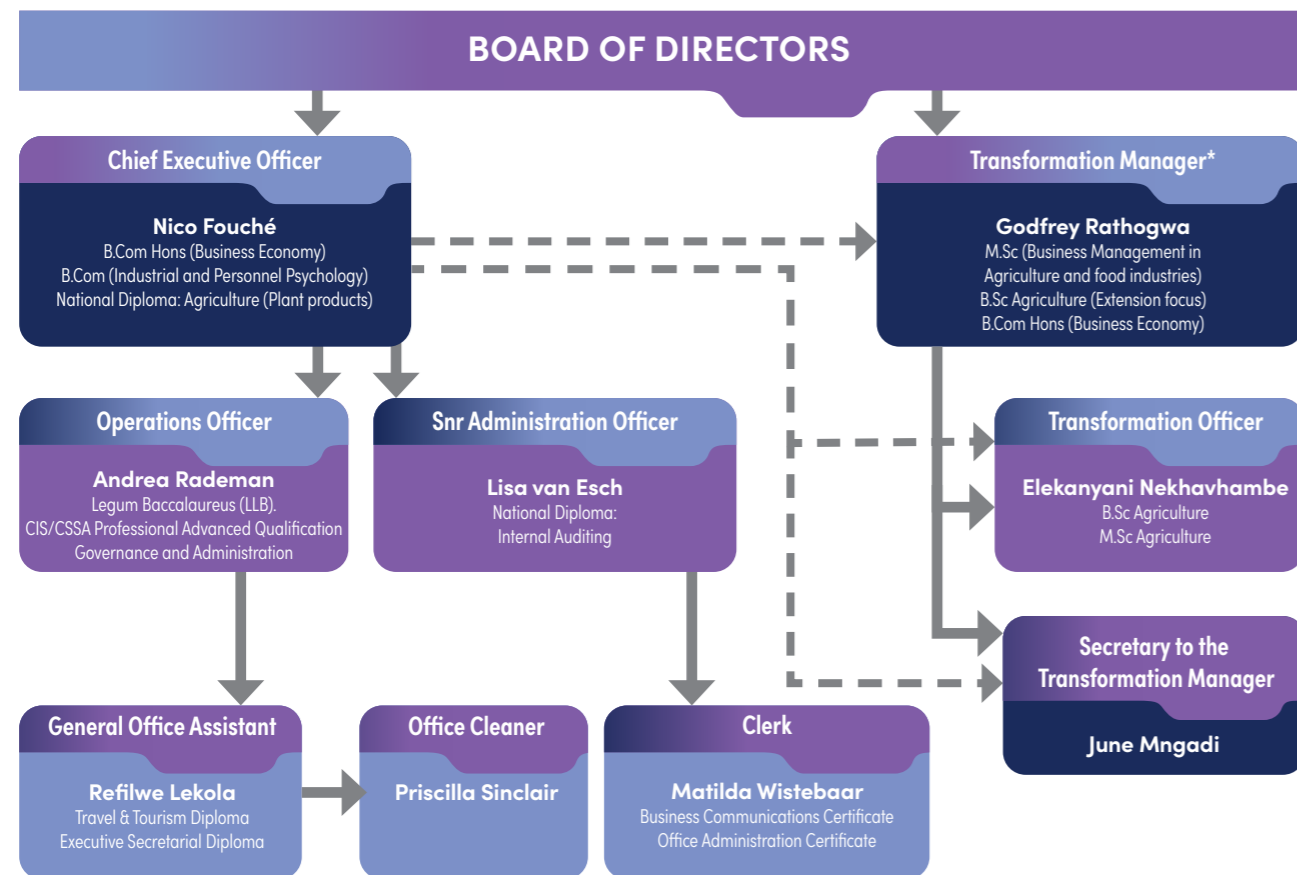 BOARD OF DIRECTORS
Chief Executive Officer
Nico Fouché
B.Com Hons (Business Economy)
B.Com (Industrial and Personnel Psychology)
National Diploma: Agriculture (Plant products)
Transformation Manager*
Godfrey Rathogwa
M.Sc (Business Management in
Agriculture and food industries)
B.Sc Agriculture (Extension focus)
B.Com Hons (Business Economy)
Operations Officer
Andrea Rademan
Legum Baccalaureus (LLB).
CIS/CSSA Professional Advanced Qualification
Governance and Administration
Snr Administration Officer
Lisa van Esch
National Diploma:
Internal Auditing
Transformation Officer
Elekanyani Nekhavhambe
B.Sc Agriculture
M.Sc Agriculture
Secretary to the
Transformation Manager
June Mngadi
General Office Assistant
Refilwe Lekola
Travel & Tourism Diploma
Executive Secretarial Diploma
Office Cleaner
Priscilla Sinclair
Clerk
Matilda Wistebaar
Business Communications Certificate
Office Administration Certificate